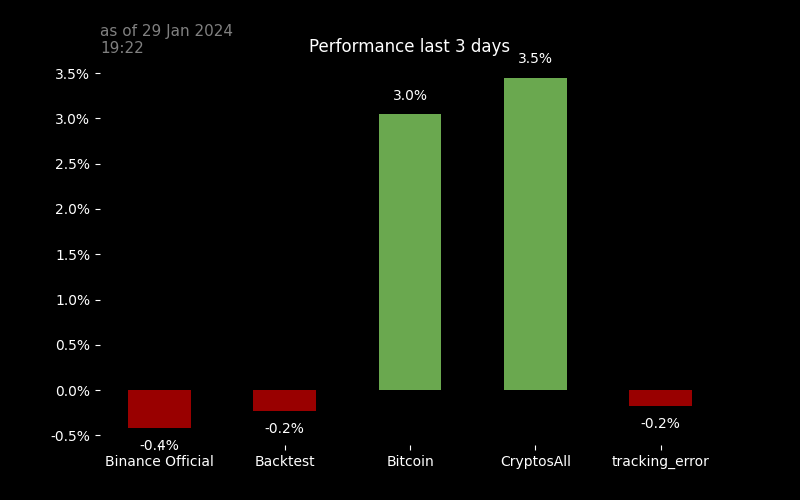 as of 29 Jan 2024
19:22
Performance last 3 days
3.5%
3.0%
2.5%
2.0%
1.5%
1.0%
0.5%
0.0%
-0.5%
-0.4%
-0.2%
3.0%
3.5%
-0.2%
Binance Official
Backtest
Bitcoin
CryptosAll
tracking_error